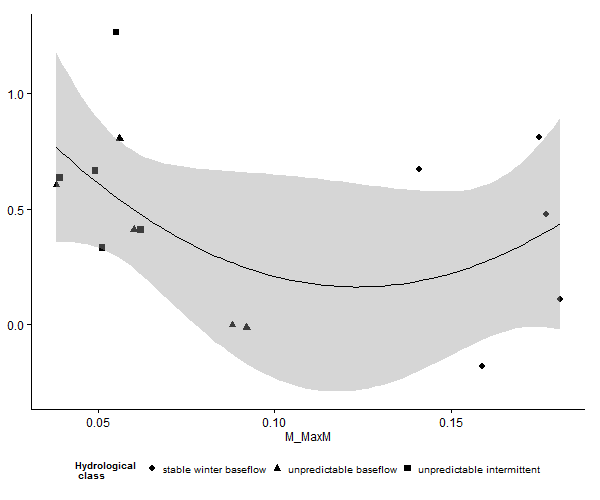 1.0
0.5
0.0
0.05 0.10 0.15
M_MaxM
Hydrological
class
stable winter baseflow unpredictable baseflow unpredictable intermittent